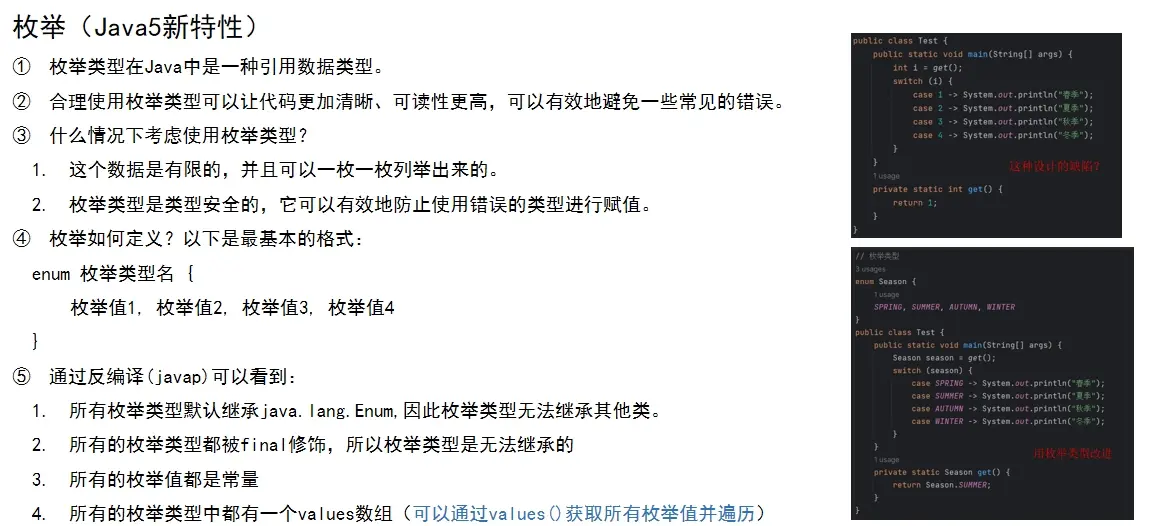 枚举（Java5新特性）
① 枚举类型在Java中是一种引用数据类型。
② 合理使用枚举类型可以让代码更加清晰、可读性更高，可以有效地避免一些常见的错误。
③ 什么情况下考虑使用枚举类型？
1. 这个数据是有限的，并且可以一枚一枚列举出来的。
2. 枚举类型是类型安全的，它可以有效地防止使用错误的类型进行赋值。
④ 枚举如何定义？以下是最基本的格式：
enum 枚举类型名 {
枚举值1, 枚举值2, 枚举值3, 枚举值4
}
⑤ 通过反编译(javap)可以看到：
1. 所有枚举类型默认继承java.lang.Enum,因此枚举类型无法继承其他类。
2. 所有的枚举类型都被final修饰，所以枚举类型是无法继承的
3. 所有的枚举值都是常量
4. 所有的枚举类型中都有一个values数组（可以通过values()获取所有枚举值并遍历）
public class Test {
public static void main(String[] args) {
int i = get();
switch (i) {
case 1 -> System.out.println("春季");
case 2 -> System.out.println("夏季");
case 3 -> System.out.println("秋季");
case 4 -> System.out.println("冬季");
}
}
这种设计的缺陷？
1 usage
private static int get() {
return 1;
}
}
// 枚举类型
3 usages
enum Season {
1 usage
SPRING, SUMMER, AUTUMN, WINTER
}
public class Test {
public static void main(String[] args) {
Season season = get();
switch (season) {
case SPRING -> System.out.println("春季");
case SUMMER -> System.out.println("夏季");
case AUTUMN -> System.out.println("秋季");
case WINTER -> System.out.println("冬季");
}
}
用枚举类型改进
1 usage
private static Season get() {
return Season.SUMMER;
}
}